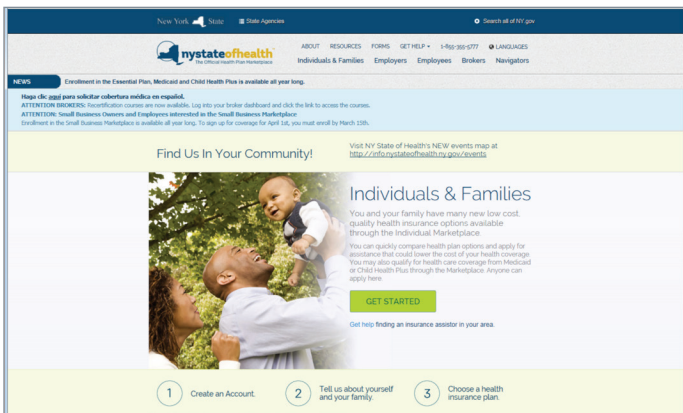 New York State State Agencies Search all of NY.gov
ABOUT RESOURCES FORMS GET HELP 1-855-355-5777 LANGUAGES
nystateofhealth
The Official Health Plan Marketplace
Individuals & Families Employers Employees Brokers Navigators
NEWS Enrollment in the Essential Plan, Medicaid and Child Health Plus is available all year long.
Haga clic aquí para solicitar cobertura médica en español.
ATTENTION BROKERS: Recertification courses are now available. Log into your broker dashboard and click the link to access the courses.
ATTENTION: Small Business Owners and Employees interested in the Small Business Marketplace
Enrollment in the Small Business Marketplace is available all year long. To sign up for coverage for April 1st, you must enroll by March 15th.
Find Us In Your Community!
Visit NY State of Health's NEW events map at
http://info.nystateofhealth.ny.gov/events
Individuals & Families
You and your family have many new low cost,
quality health insurance options available
through the Individual Marketplace.
You can quickly compare health plan options and apply for
assistance that could lower the cost of your health coverage.
You may also qualify for health care coverage from Medicaid
or Child Health Plus through the Marketplace. Anyone can
apply here.
GET STARTED
Get help finding an insurance assistor in your area.
1 Create an Account.
2 Tell us about yourself
and your family.
3 Choose a health
insurance plan.